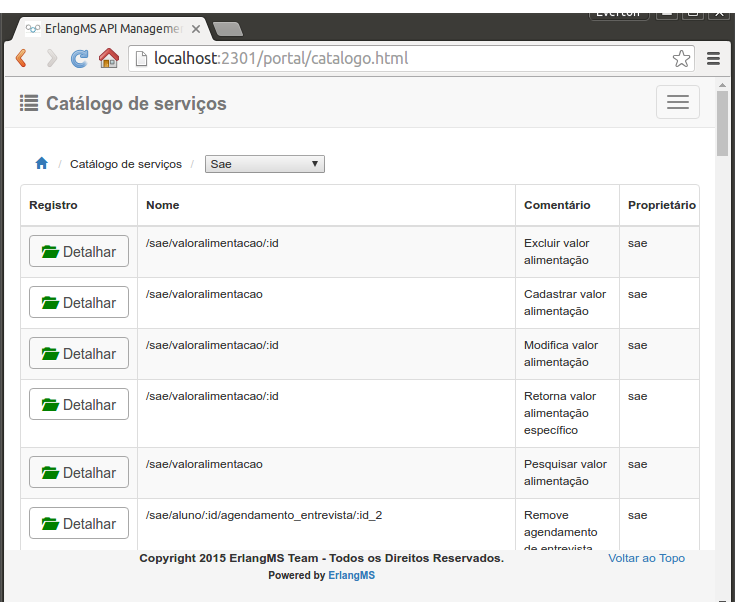 Everton
ErlangMS API Manageme
localhost:2301/portal/catalogo.html
Catálogo de serviços
/ Catálogo de serviços / Sae
Registro Nome Comentário Proprietário
Detalhar /sae/valoralimentacao/:id Excluir valor alimentação sae
Detalhar /sae/valoralimentacao Cadastrar valor alimentação sae
Detalhar /sae/valoralimentacao/:id Modifica valor alimentação sae
Detalhar /sae/valoralimentacao/:id Retorna valor alimentação específico sae
Detalhar /sae/valoralimentacao Pesquisar valor alimentação sae
Detalhar /sae/aluno/:id/agendamento_entrevista/:id_2 Remove agendamento de entrevista sae
Copyright 2015 ErlangMS Team - Todos os Direitos Reservados. Voltar ao Topo
Powered by ErlangMS